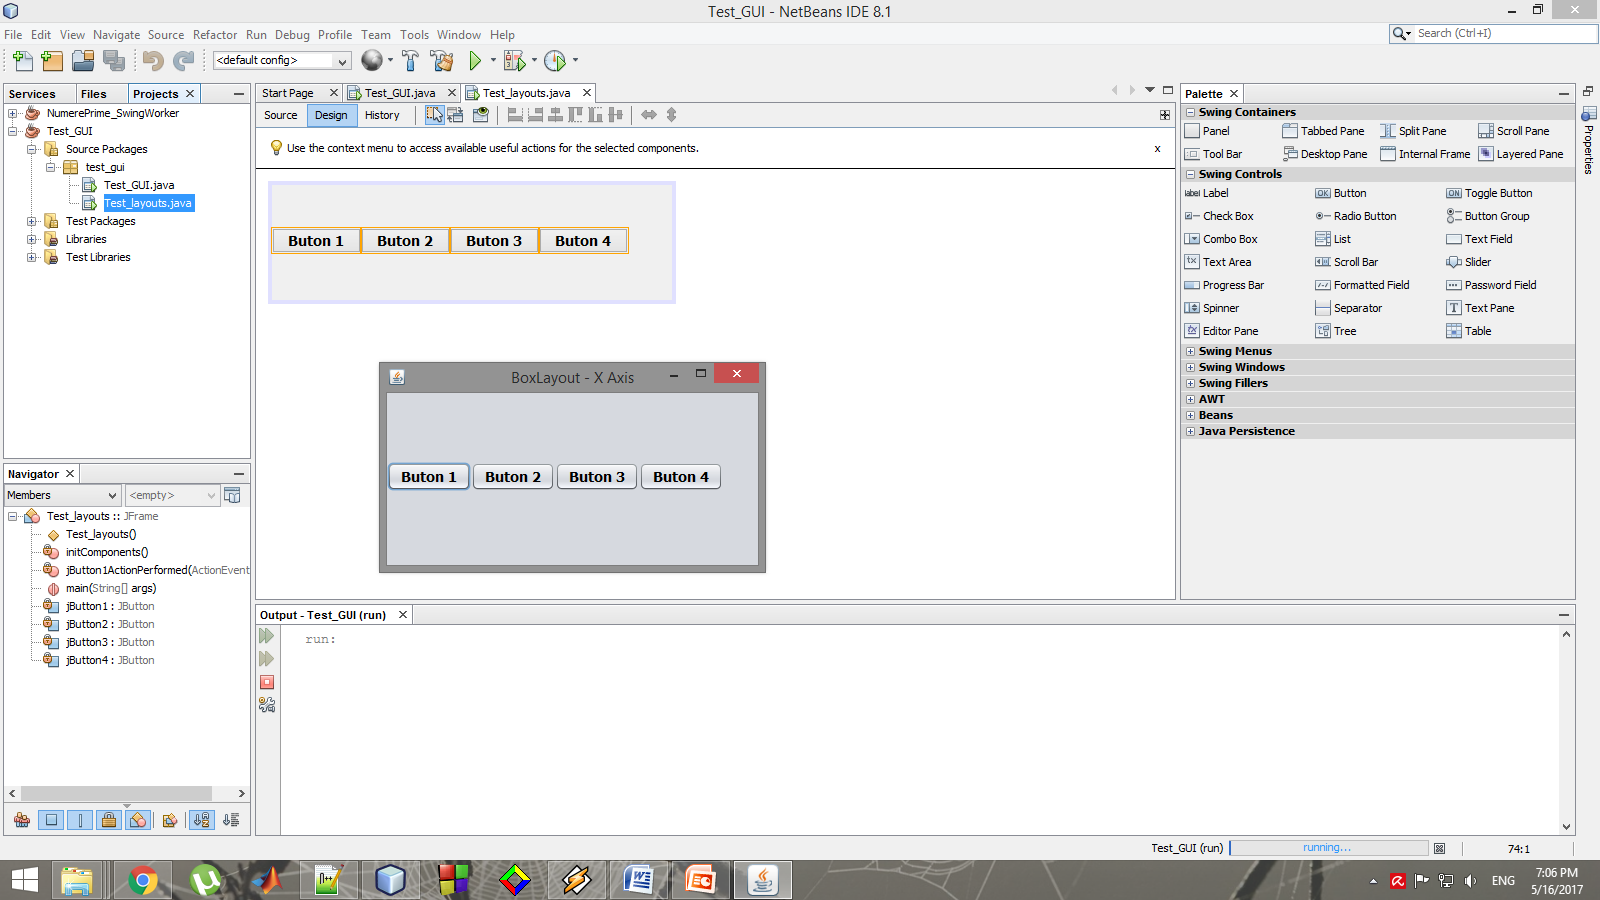 Test_GUI - NetBeans IDE 8.1
File Edit View Navigate Source Refactor Run Debug Profile Team Tools Window Help
Search (Ctrl+I)
<default config>
Services Files Projects
NumerePrime_SwingWorker
Test_GUI
Source Packages
test_gui
Test_GUI.java
Test_layouts.java
Test Packages
Libraries
Test Libraries
Navigator
Members <empty>
Test_layouts :: JFrame
Test_layouts()
initComponents()
jButton1ActionPerformed(ActionEvent
main(String[] args)
jButton1 : JButton
jButton2 : JButton
jButton3 : JButton
jButton4 : JButton
Start Page Test_GUI.java Test_layouts.java
Source Design History
Use the context menu to access available useful actions for the selected components.
x
Buton 1 Buton 2 Buton 3 Buton 4
BoxLayout - X Axis
Buton 1 Buton 2 Buton 3 Buton 4
Output - Test_GUI (run)
run:
Palette
Swing Containers
Panel Tabbed Pane Split Pane Scroll Pane
Tool Bar Desktop Pane Internal Frame Layered Pane
Swing Controls
label Label OK Button ON Toggle Button
Check Box Radio Button Button Group
Combo Box List Text Field
Text Area Scroll Bar Slider
Progress Bar Formatted Field Password Field
Spinner Separator Text Pane
Editor Pane Tree Table
Swing Menus
Swing Windows
Swing Fillers
AWT
Beans
Java Persistence
Properties
Test_GUI (run) running... 74:1
ENG
7:06 PM
5/16/2017